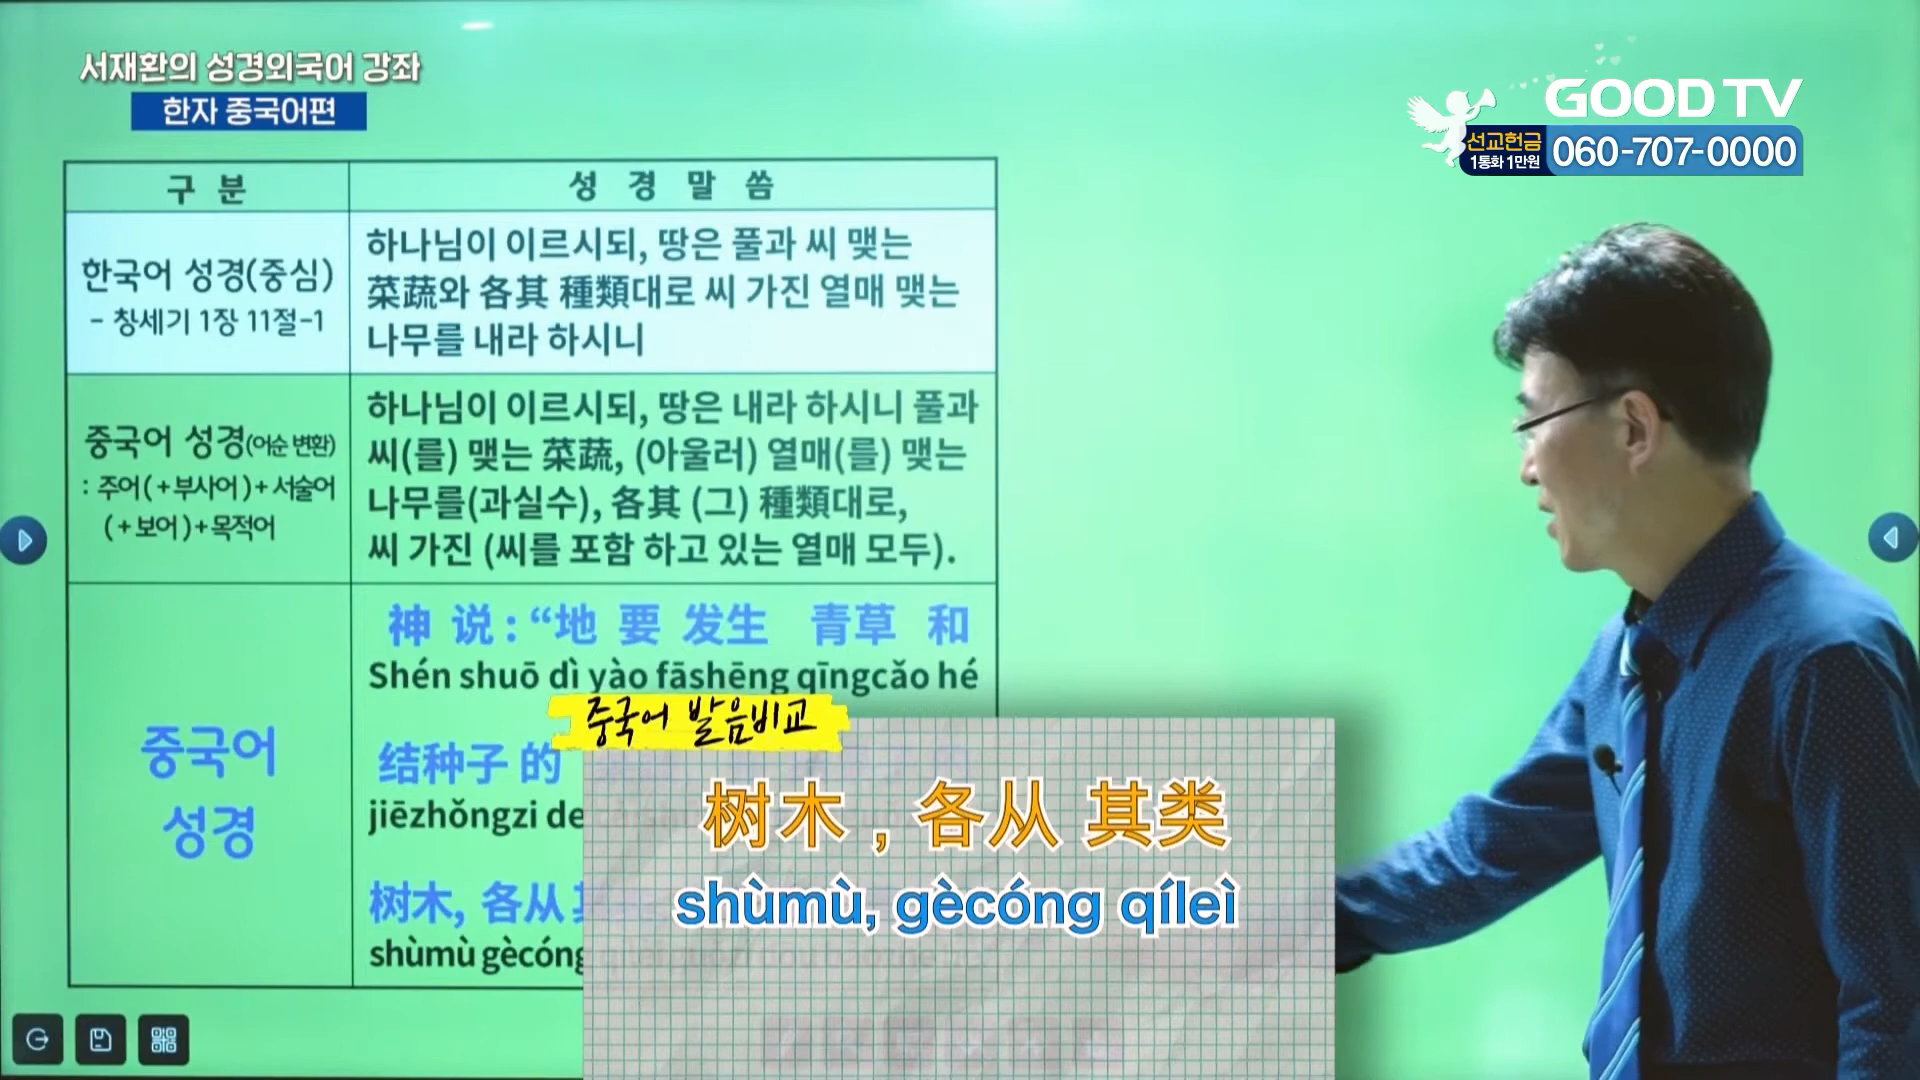 서재환의 성경외국어 강좌
한자 중국어편
GOOD TV
선교헌금
1통화 1만원
060-707-0000
구 분
성 경 말 씀
한국어 성경(중심)
- 창세기 1장 11절-1
하나님이 이르시되, 땅은 풀과 씨 맺는
菜蔬와 各其 種類대로 씨 가진 열매 맺는
나무를 내라 하시니
중국어 성경(어순 변환)
: 주어(+부사어)+서술어
(+보어)+목적어
하나님이 이르시되, 땅은 내라 하시니 풀과
씨(를) 맺는 菜蔬, (아울러) 열매(를) 맺는
나무를(과실수), 各其 (그) 種類대로,
씨 가진 (씨를 포함 하고 있는 열매 모두).
중국어
성경
神 说 : “地 要 发生 青草 和
Shén shuō dì yào fāshēng qīngcǎo hé
结种子 的
jiēzhǒngzi de
树木, 各从
shùmù gècóng
중국어 발음비교
树木 , 各从 其类
shùmù, gècóng qíleì